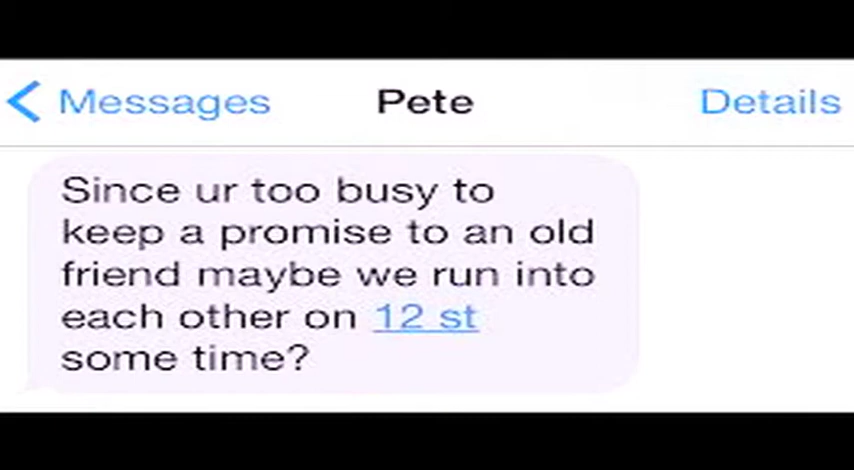 Messages Pete Details
Since ur too busy to
keep a promise to an old
friend maybe we run into
each other on 12 st
some time?